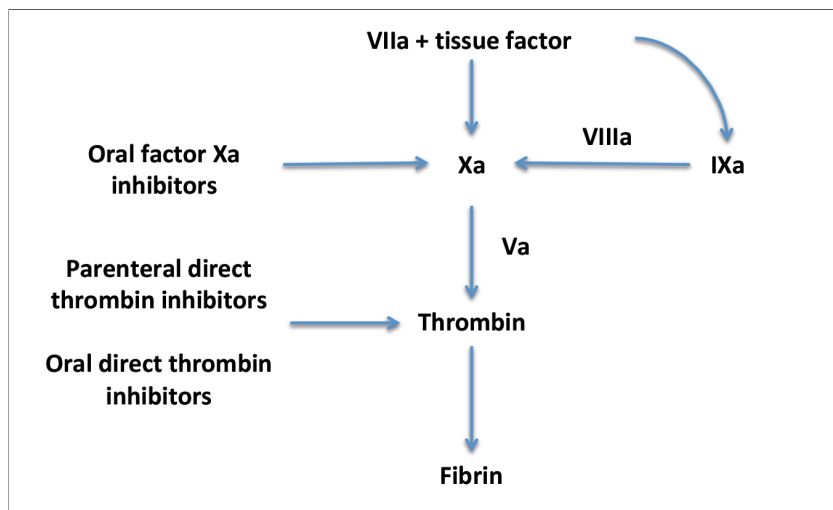 VIIa + tissue factor
VIIIa
Oral factor Xa
inhibitors
Xa
IXa
Va
Parenteral direct
thrombin inhibitors
Thrombin
Oral direct thrombin
inhibitors
Fibrin